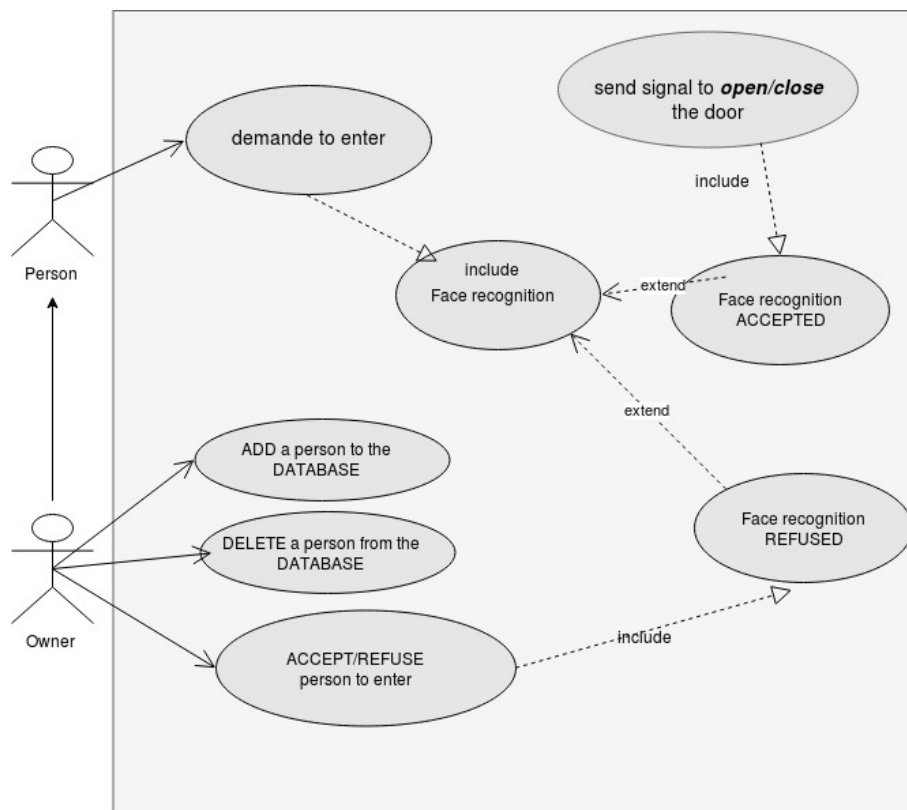 send signal to open/close
the door
demande to enter
include
Person
include
Face recognition
extend
Face recognition
ACCEPTED
extend
ADD a person to the
DATABASE
Face recognition
REFUSED
DELETE a person from the
DATABASE
Owner
include
ACCEPT/REFUSE
person to enter